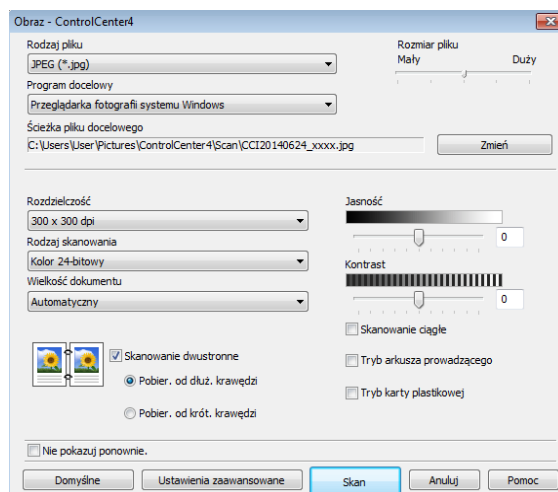 Obraz - ControlCenter4
Rodzaj pliku
JPEG (*.jpg)
Rozmiar pliku
Mały Duży
Program docelowy
Przeglądarka fotografii systemu Windows
Ścieżka pliku docelowego
C:\Users\User\Pictures\ControlCenter4\Scan\CCI20140624_xxxx.jpg
Zmień
Rozdzielczość
300 x 300 dpi
Rodzaj skanowania
Kolor 24-bitowy
Wielkość dokumentu
Automatyczny
Jasność
0
Kontrast
0
Skanowanie dwustronne
Pobier. od dłuż. krawędzi
Pobier. od krót. krawędzi
Skanowanie ciągłe
Tryb arkusza prowadzącego
Tryb karty plastikowej
Nie pokazuj ponownie.
Domyślne Ustawienia zaawansowane Skan Anuluj Pomoc